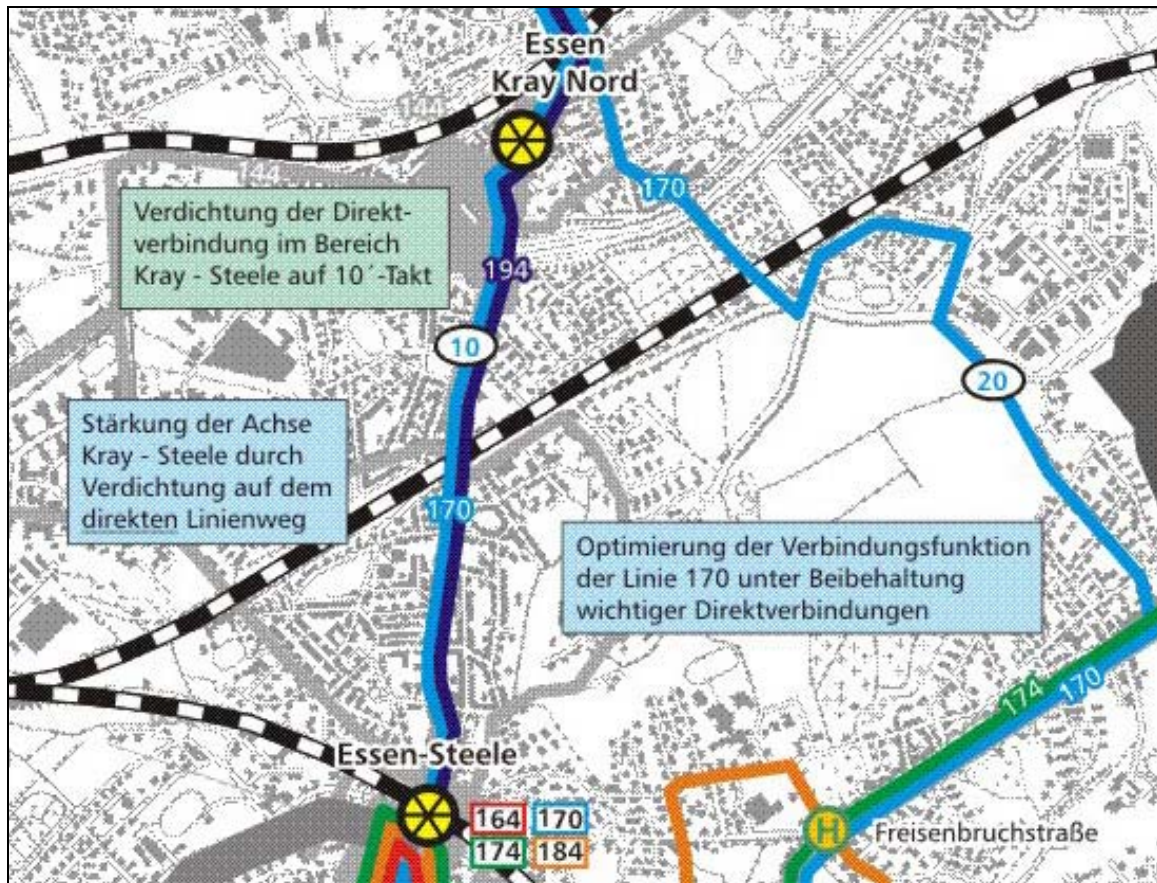 Essen
Kray Nord
144
144
170
Verdichtung der Direkt-
verbindung im Bereich
Kray - Steele auf 10´-Takt
194
10
20
Stärkung der Achse
Kray - Steele durch
Verdichtung auf dem
direkten Linienweg
170
Optimierung der Verbindungsfunktion
der Linie 170 unter Beibehaltung
wichtiger Direktverbindungen
174
170
Essen-Steele
164 170
174 184
H Freisenbruchstraße